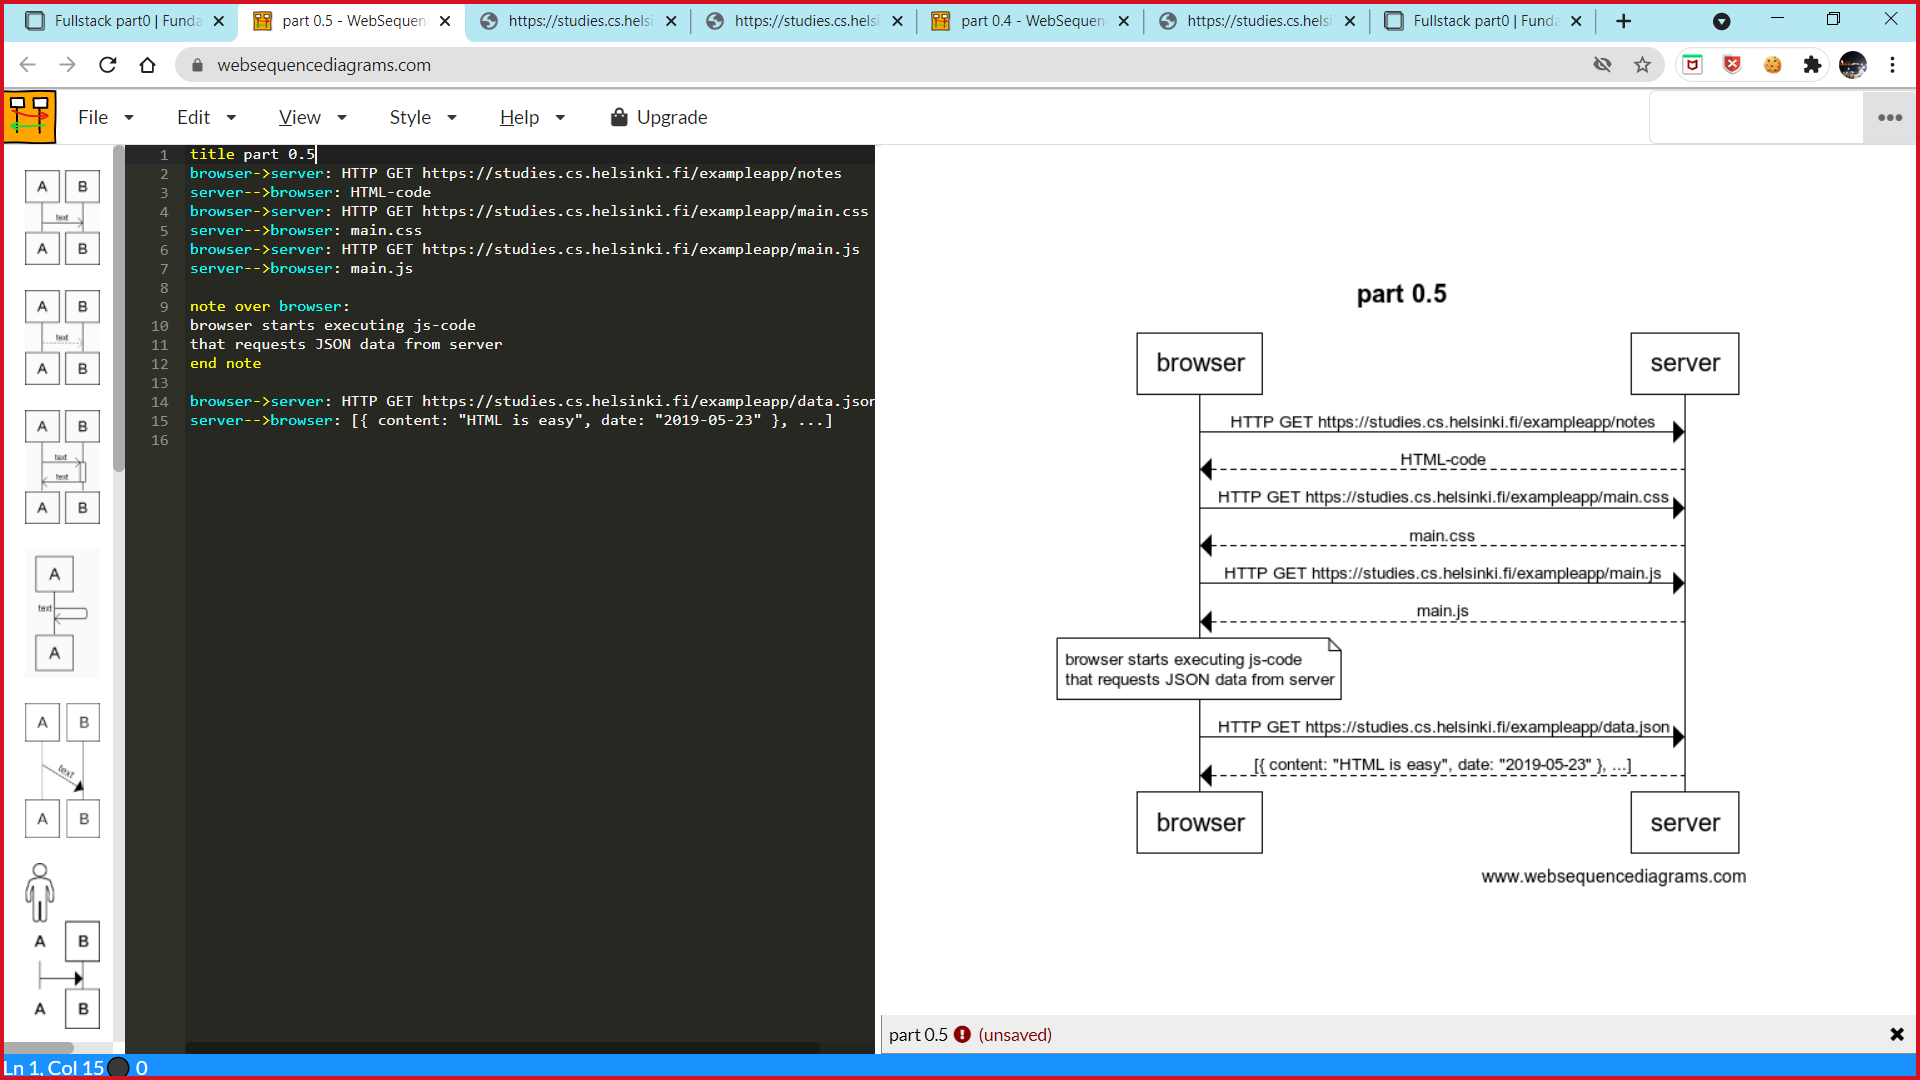 Fullstack part0 | Funda
part 0.5 - WebSequen
https://studies.cs.helsi
https://studies.cs.helsi
part 0.4 - WebSequen
https://studies.cs.helsi
Fullstack part0 | Funda
websequencediagrams.com
File
Edit
View
Style
Help
Upgrade
1 title part 0.5
2 browser->server: HTTP GET https://studies.cs.helsinki.fi/exampleapp/notes
3 server-->browser: HTML-code
4 browser->server: HTTP GET https://studies.cs.helsinki.fi/exampleapp/main.css
5 server-->browser: main.css
6 browser->server: HTTP GET https://studies.cs.helsinki.fi/exampleapp/main.js
7 server-->browser: main.js
8
9 note over browser:
10 browser starts executing js-code
11 that requests JSON data from server
12 end note
13
14 browser->server: HTTP GET https://studies.cs.helsinki.fi/exampleapp/data.json
15 server-->browser: [{ content: "HTML is easy", date: "2019-05-23" }, ...]
16
A B
text
A B
A B
text
A B
A B
text
text
A B
A
text
A
A B
text
A B
A B
A B
part 0.5
browser
server
HTTP GET https://studies.cs.helsinki.fi/exampleapp/notes
HTML-code
HTTP GET https://studies.cs.helsinki.fi/exampleapp/main.css
main.css
HTTP GET https://studies.cs.helsinki.fi/exampleapp/main.js
main.js
browser starts executing js-code
that requests JSON data from server
HTTP GET https://studies.cs.helsinki.fi/exampleapp/data.json
[{ content: "HTML is easy", date: "2019-05-23" }, ...]
browser
server
www.websequencediagrams.com
part 0.5 (unsaved)
Ln 1, Col 15 0